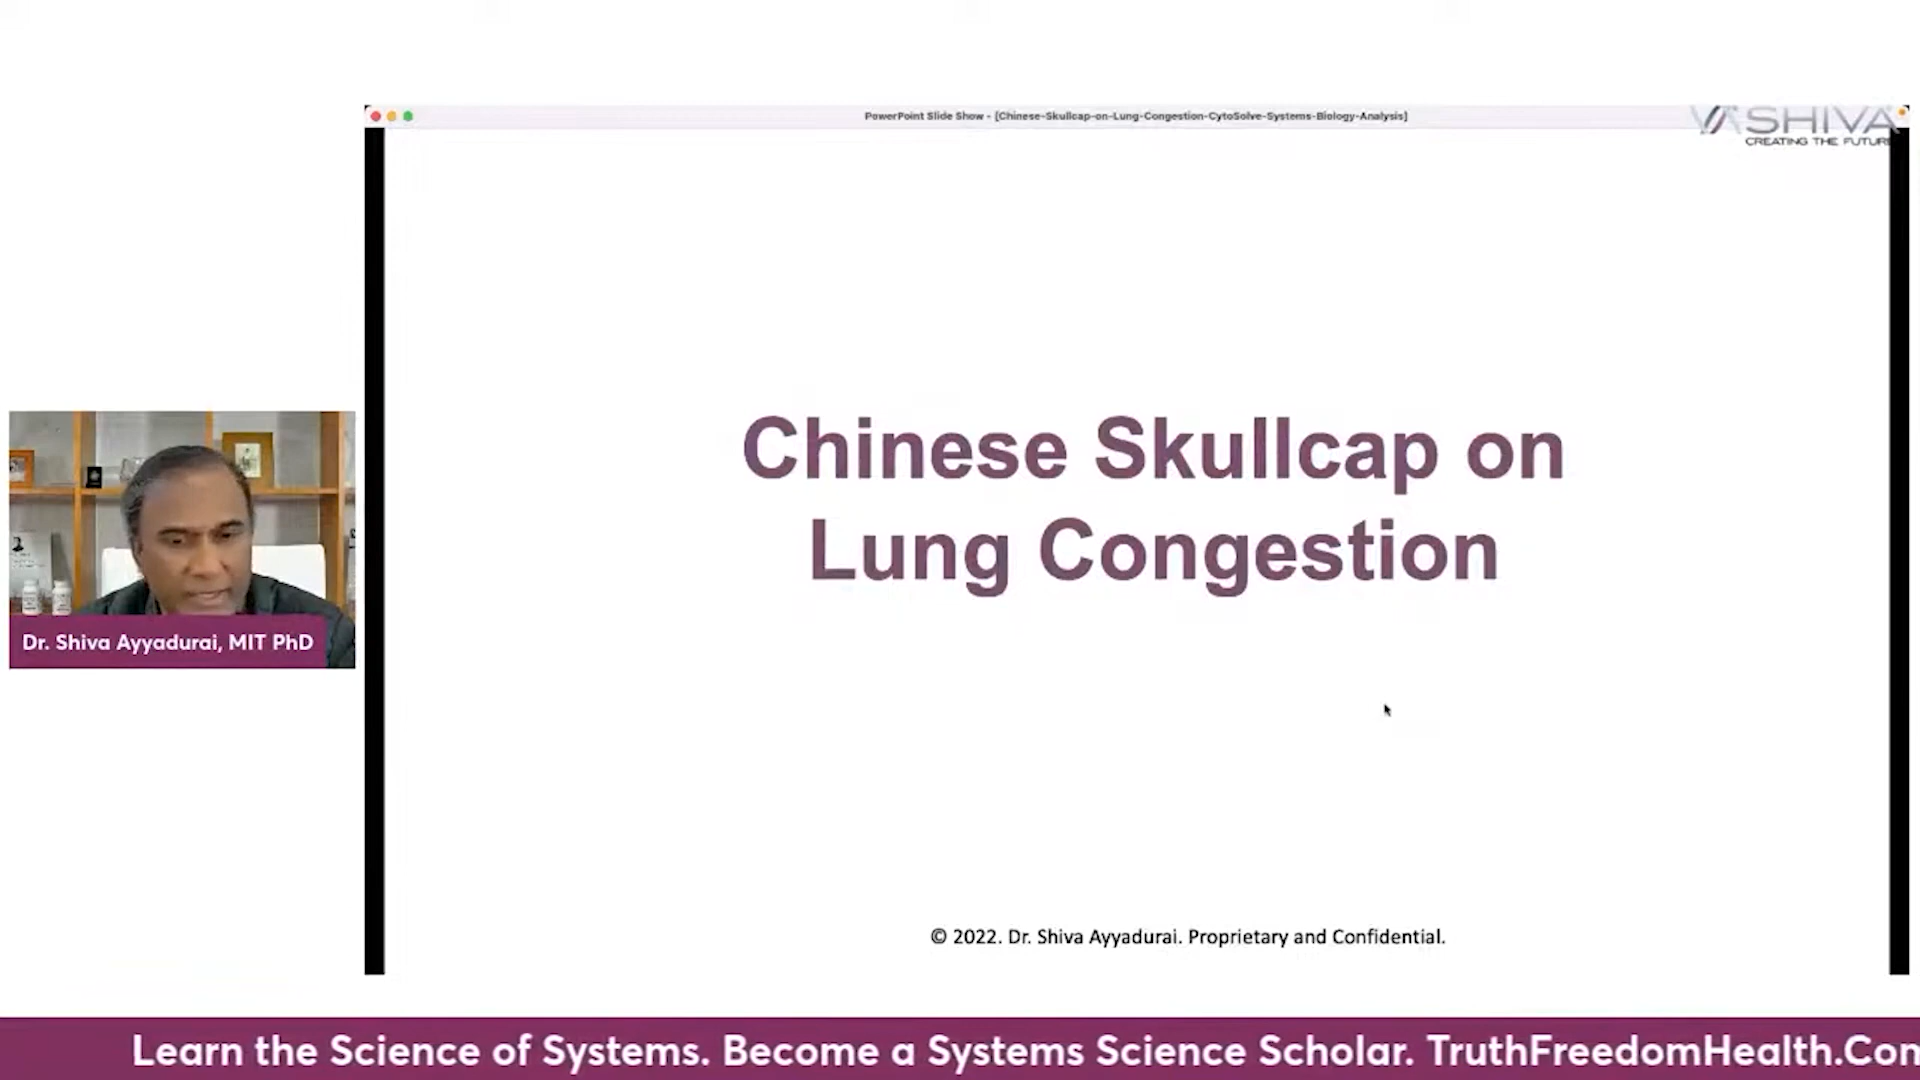 PowerPoint Slide Show - [Chinese-Skullcap-on-Lung-Congestion-CytoSolve-Systems-Biology-Analysis]
VASHIVA
CREATING THE FUTURE
Chinese Skullcap on
Lung Congestion
Dr. Shiva Ayyadurai, MIT PhD
© 2022. Dr. Shiva Ayyadurai. Proprietary and Confidential.
Learn the Science of Systems. Become a Systems Science Scholar. TruthFreedomHealth.Com